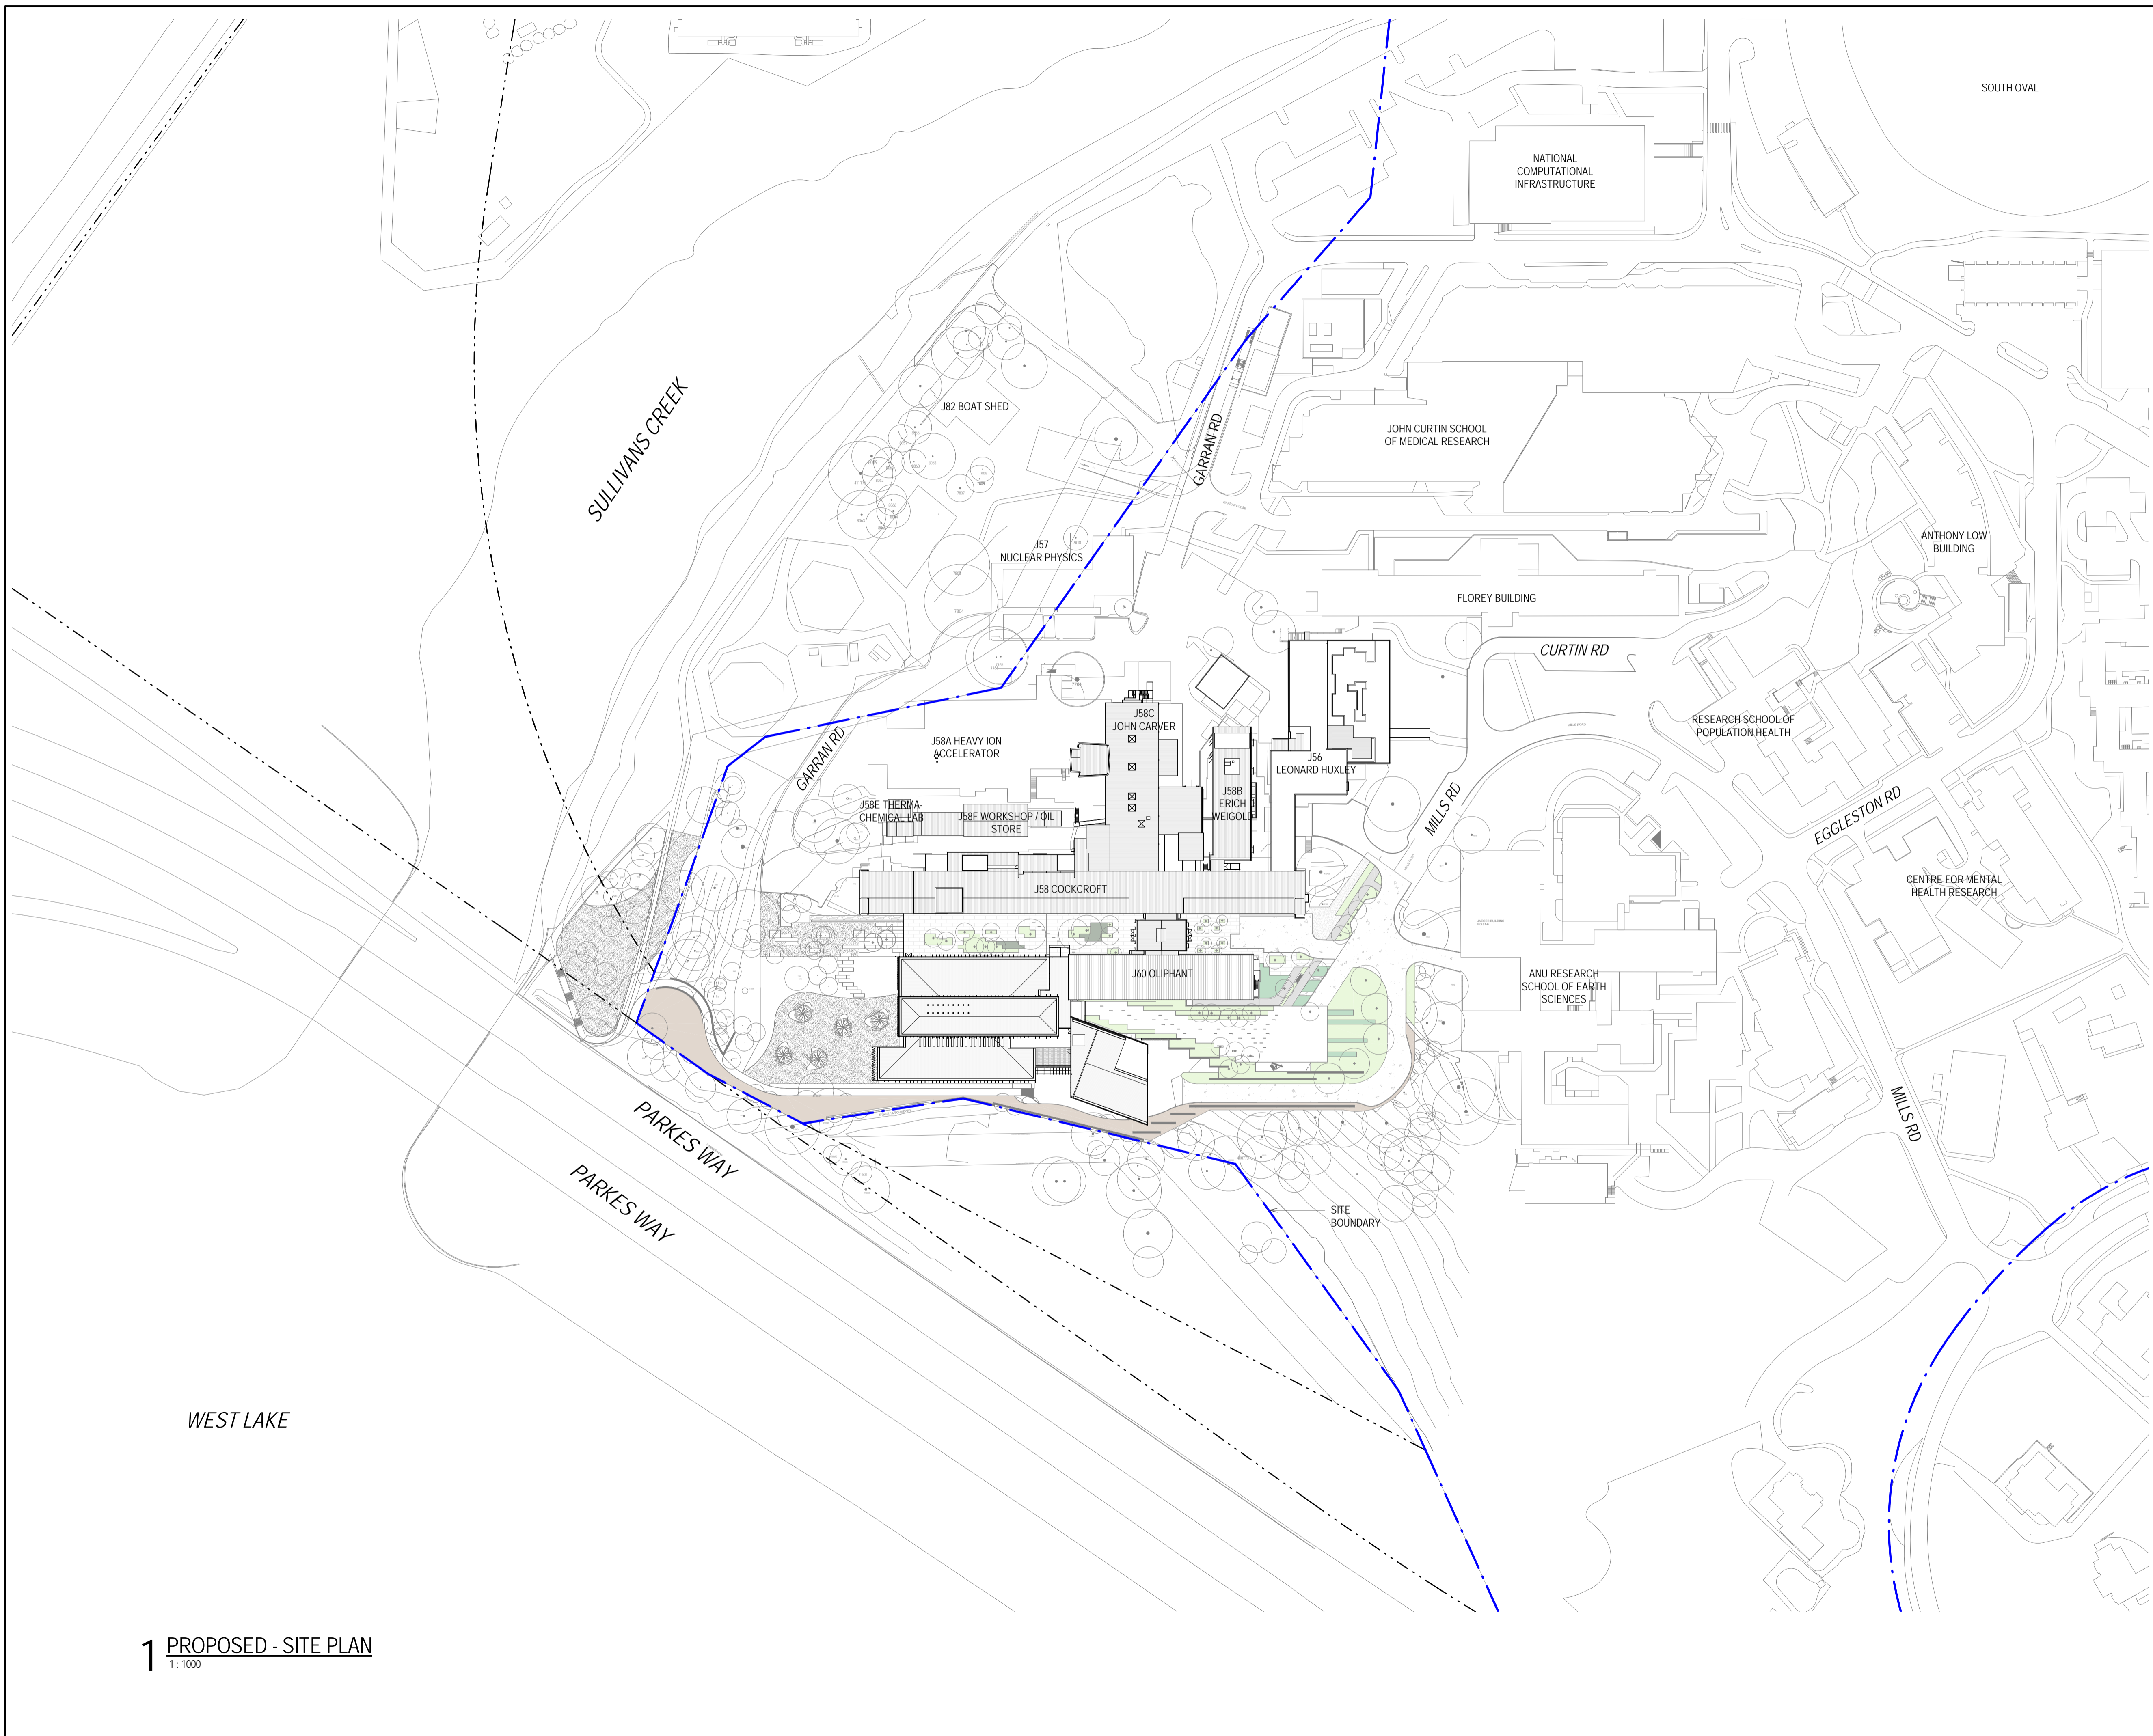 SOUTH OVAL
NATIONAL
COMPUTATIONAL
INFRASTRUCTURE
SULLIVANS CREEK
J82 BOAT SHED
GARRAN RD
JOHN CURTIN SCHOOL
OF MEDICAL RESEARCH
J57
NUCLEAR PHYSICS
ANTHONY LOW
BUILDING
FLOREY BUILDING
CURTIN RD
RESEARCH SCHOOL OF
POPULATION HEALTH
J58C
JOHN CARVER
J58A HEAVY ION
ACCELERATOR
GARRAN RD
J56
LEONARD HUXLEY
J58B
ERICH
WEIGOLD
MILLS RD
EGGLESTON RD
J58E THERMA-
CHEMICAL LAB
J58F WORKSHOP / OIL
STORE
J58 COCKCROFT
CENTRE FOR MENTAL
HEALTH RESEARCH
J60 OLIPHANT
ANU RESEARCH
SCHOOL OF EARTH
SCIENCES
MILLS RD
PARKES WAY
PARKES WAY
SITE
BOUNDARY
WEST LAKE
1 PROPOSED - SITE PLAN
1 : 1000